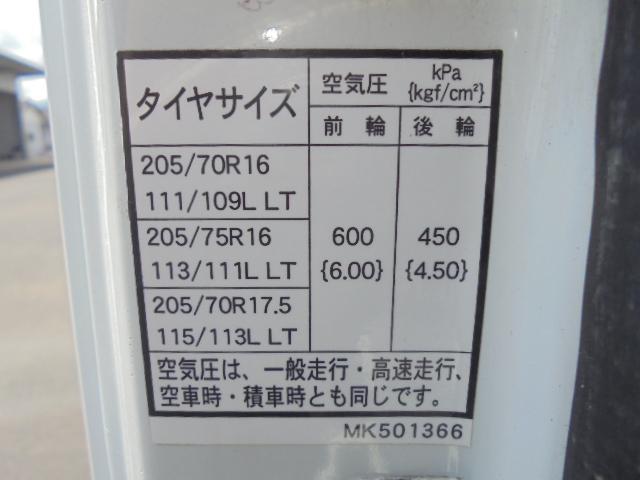 タイヤサイズ
空気圧 kPa
{kgf/cm²}
前輪 後輪
205/70R16
111/109L LT
205/75R16
113/111L LT
205/70R17.5
115/113L LT
600 450
{6.00} {4.50}
空気圧は、一般走行・高速走行、
空車時・積車時とも同じです。
MK501366